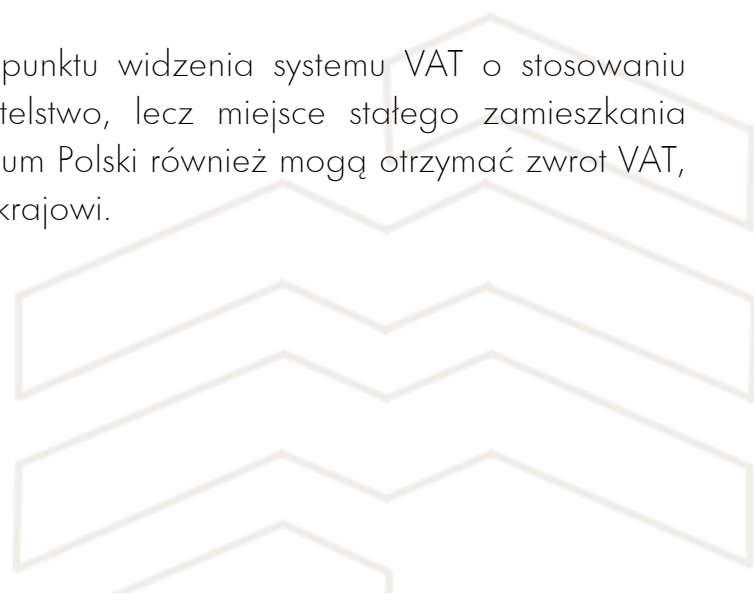 punktu widzenia systemu VAT o stosowaniu
telstwo, lecz miejsce stałego zamieszkania
um Polski również mogą otrzymać zwrot VAT,
krajowi.